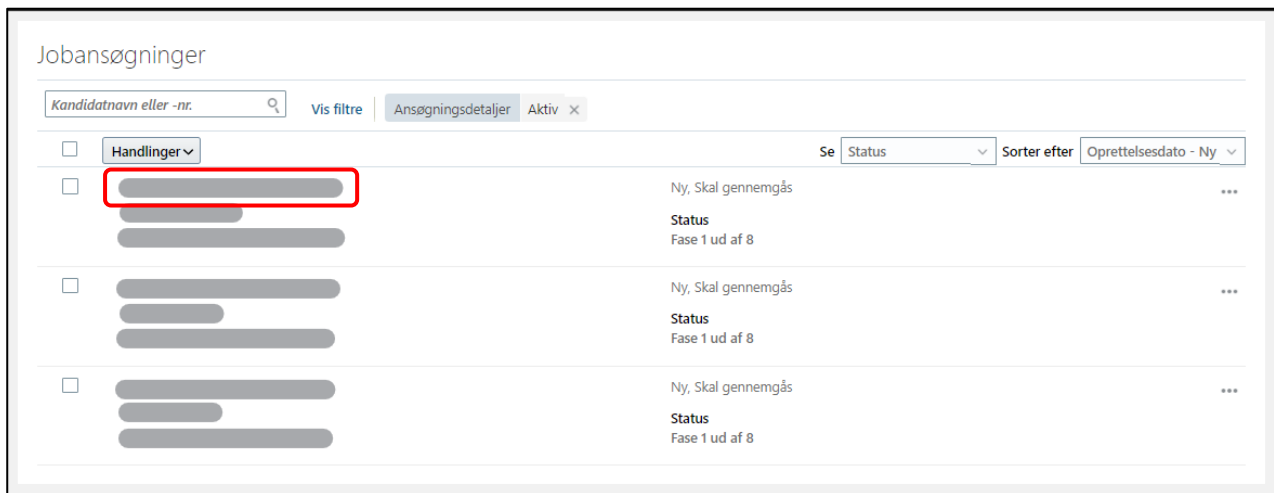 Jobansøgninger
Kandidatnavn eller -nr. Vis filtre Ansøgningsdetaljer Aktiv ×
Handlinger Se Status Sorter efter Oprettelsesdato - Ny
Ny, Skal gennemgås
Status
Fase 1 ud af 8
Ny, Skal gennemgås
Status
Fase 1 ud af 8
Ny, Skal gennemgås
Status
Fase 1 ud af 8